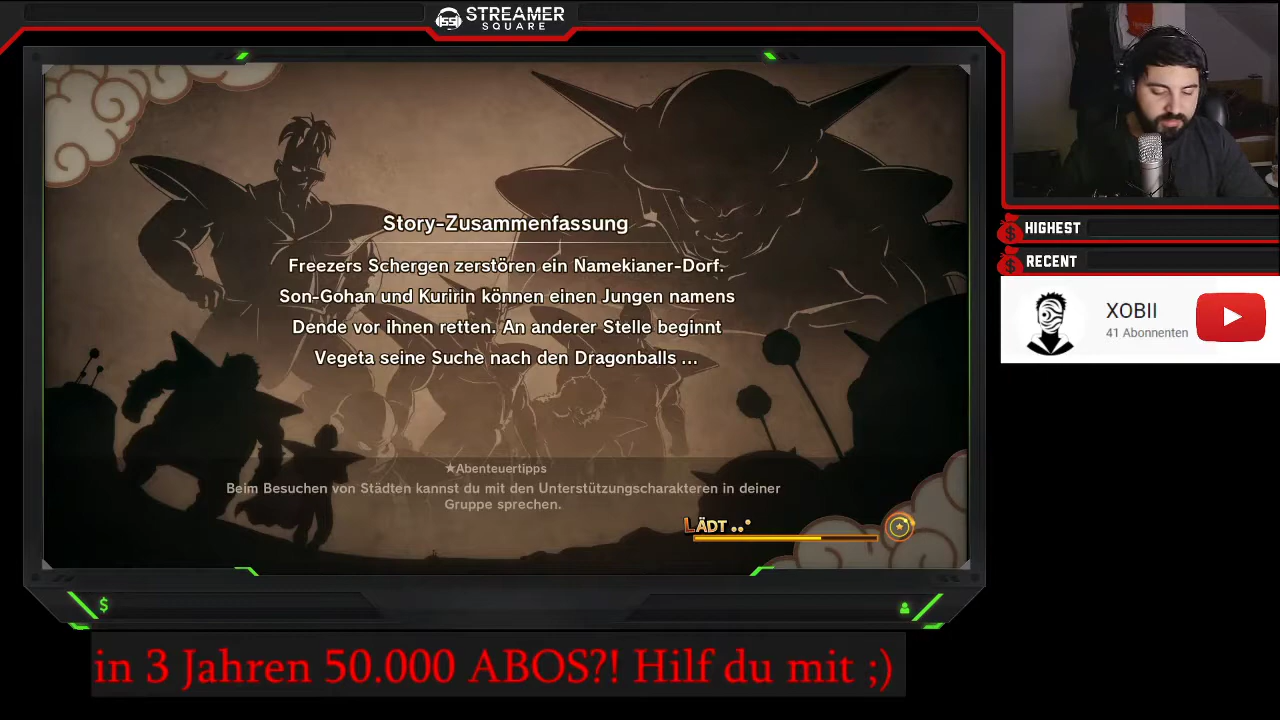 STREAMER
SQUARE
Story-Zusammenfassung
Freezers Schergen zerstören ein Namekianer-Dorf.
Son-Gohan und Kuririn können einen Jungen namens
Dende vor ihnen retten. An anderer Stelle beginnt
Vegeta seine Suche nach den Dragonballs ...
★Abenteuertipps
Beim Besuchen von Städten kannst du mit den Unterstützungscharakteren in deiner
Gruppe sprechen.
LÄDT ..•
$
in 3 Jahren 50.000 ABOS?! Hilf du mit ;)
$ HIGHEST
$ RECENT
XOBII
41 Abonnenten